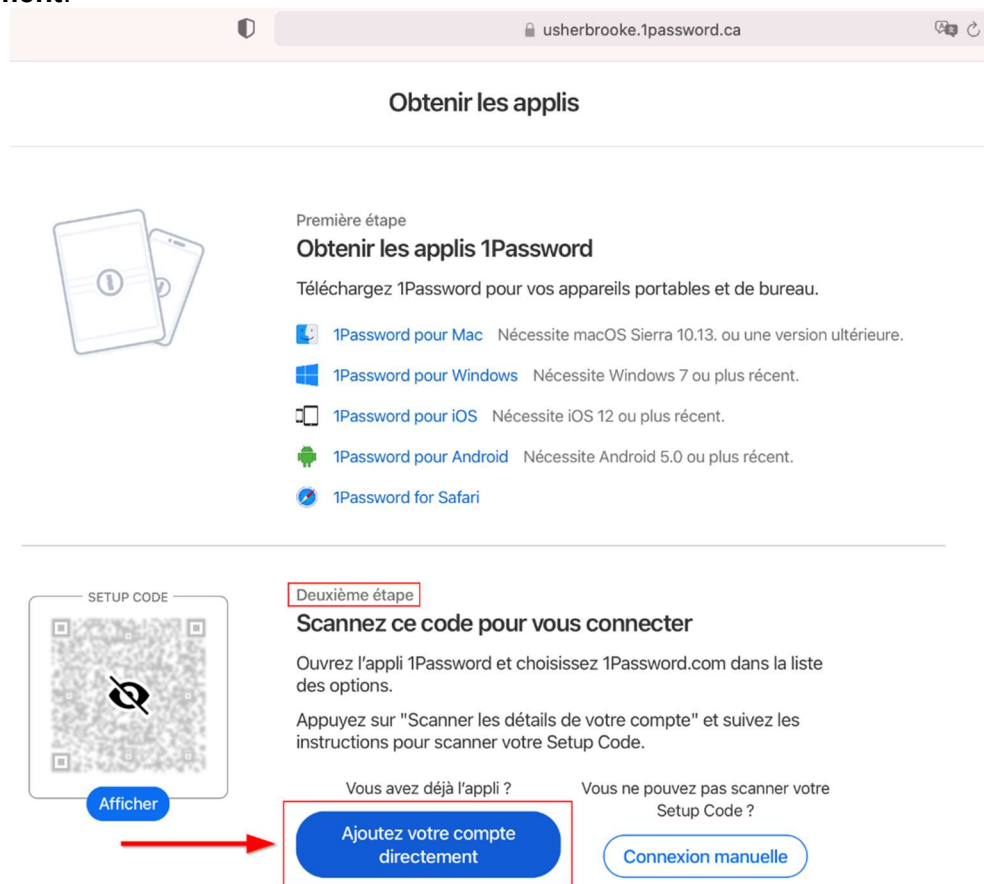 usherbrooke.1password.ca
Obtenir les applis
Première étape
Obtenir les applis 1Password
Téléchargez 1Password pour vos appareils portables et de bureau.
1Password pour Mac Nécessite macOS Sierra 10.13. ou une version ultérieure.
1Password pour Windows Nécessite Windows 7 ou plus récent.
1Password pour iOS Nécessite iOS 12 ou plus récent.
1Password pour Android Nécessite Android 5.0 ou plus récent.
1Password for Safari
SETUP CODE
Afficher
Deuxième étape
Scannez ce code pour vous connecter
Ouvrez l'appli 1Password et choisissez 1Password.com dans la liste
des options.
Appuyez sur "Scanner les détails de votre compte" et suivez les
instructions pour scanner votre Setup Code.
Vous avez déjà l'appli ?
Ajoutez votre compte
directement
Vous ne pouvez pas scanner votre
Setup Code ?
Connexion manuelle